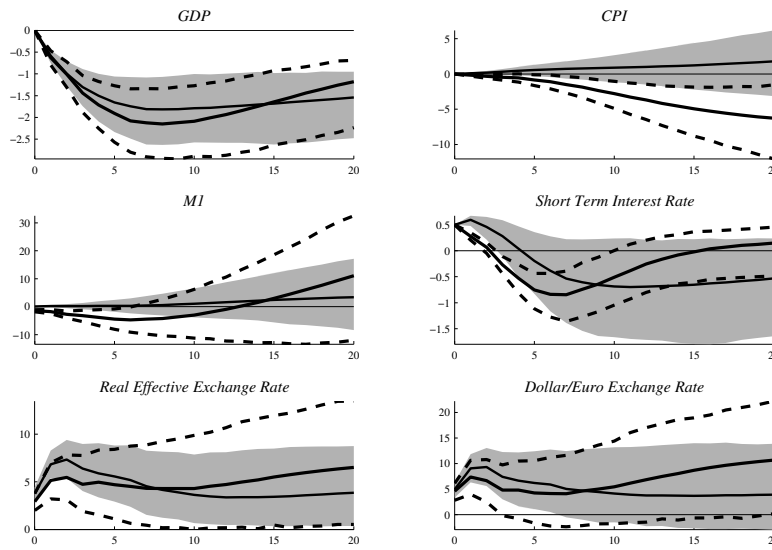 GDP
0
−0.5
−1
−1.5
−2
−2.5
0 5 10 15 20
CPI
5
0
−5
−10
0 5 10 15 20
M1
30
20
10
0
−10
0 5 10 15 20
Short Term Interest Rate
0.5
0
−0.5
−1
−1.5
0 5 10 15 20
Real Effective Exchange Rate
10
5
0
0 5 10 15 20
Dollar/Euro Exchange Rate
20
15
10
5
0
0 5 10 15 20